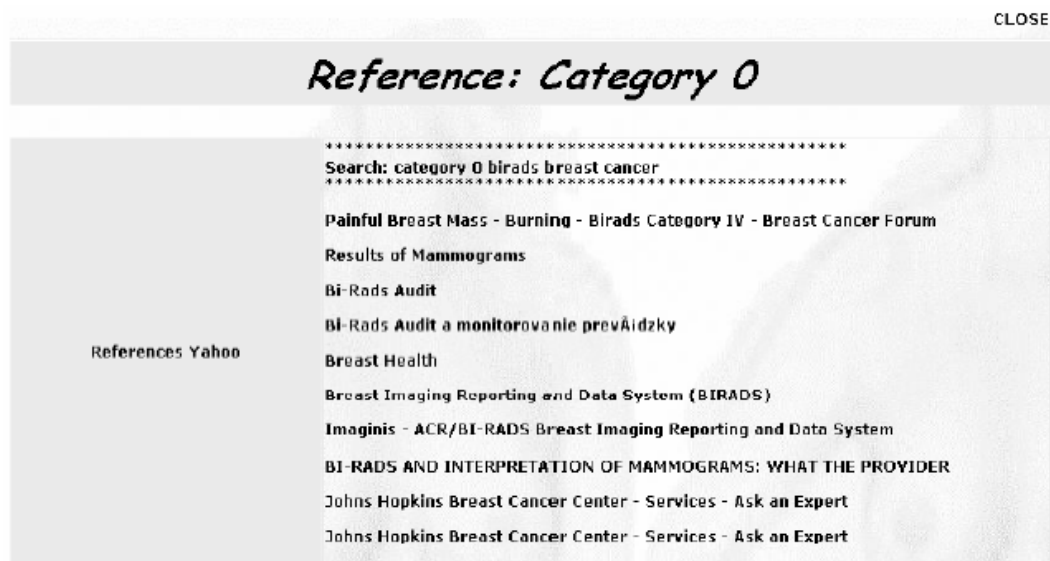 CLOSE
Reference: Category 0
****************************************************
Search: category 0 birads breast cancer
****************************************************
Painful Breast Mass - Burning - Birads Category IV - Breast Cancer Forum
Results of Mammograms
Bi-Rads Audit
Bi-Rads Audit a monitorovanie prevÃidzky
References Yahoo
Breast Health
Breast Imaging Reporting and Data System (BIRADS)
Imaginis - ACR/BI-RADS Breast Imaging Reporting and Data System
BI-RADS AND INTERPRETATION OF MAMMOGRAMS: WHAT THE PROVIDER
Johns Hopkins Breast Cancer Center - Services - Ask an Expert
Johns Hopkins Breast Cancer Center - Services - Ask an Expert